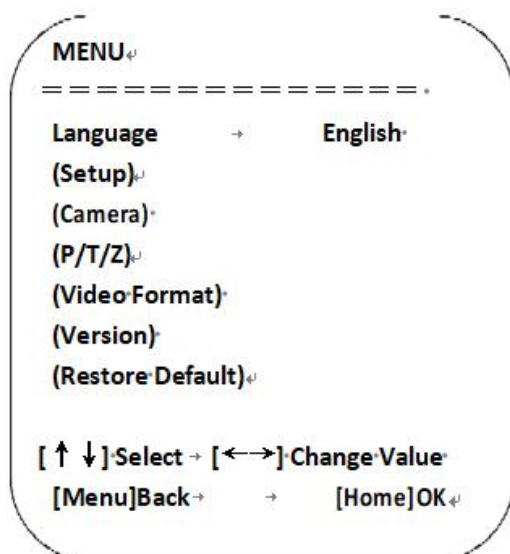 MENU
===============
Language English
(Setup)
(Camera)
(P/T/Z)
(Video Format)
(Version)
(Restore Default)
[ ↑ ↓ ] Select [←→] Change Value
[Menu]Back [Home]OK